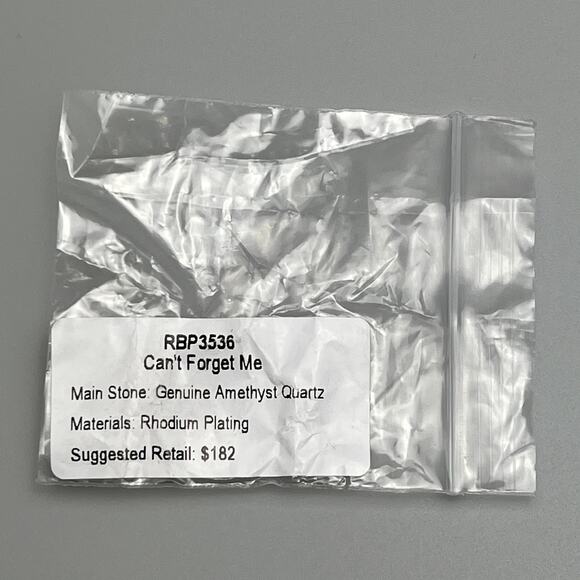 RBP3536
Can't Forget Me
Main Stone: Genuine Amethyst Quartz
Materials: Rhodium Plating
Suggested Retail: $182